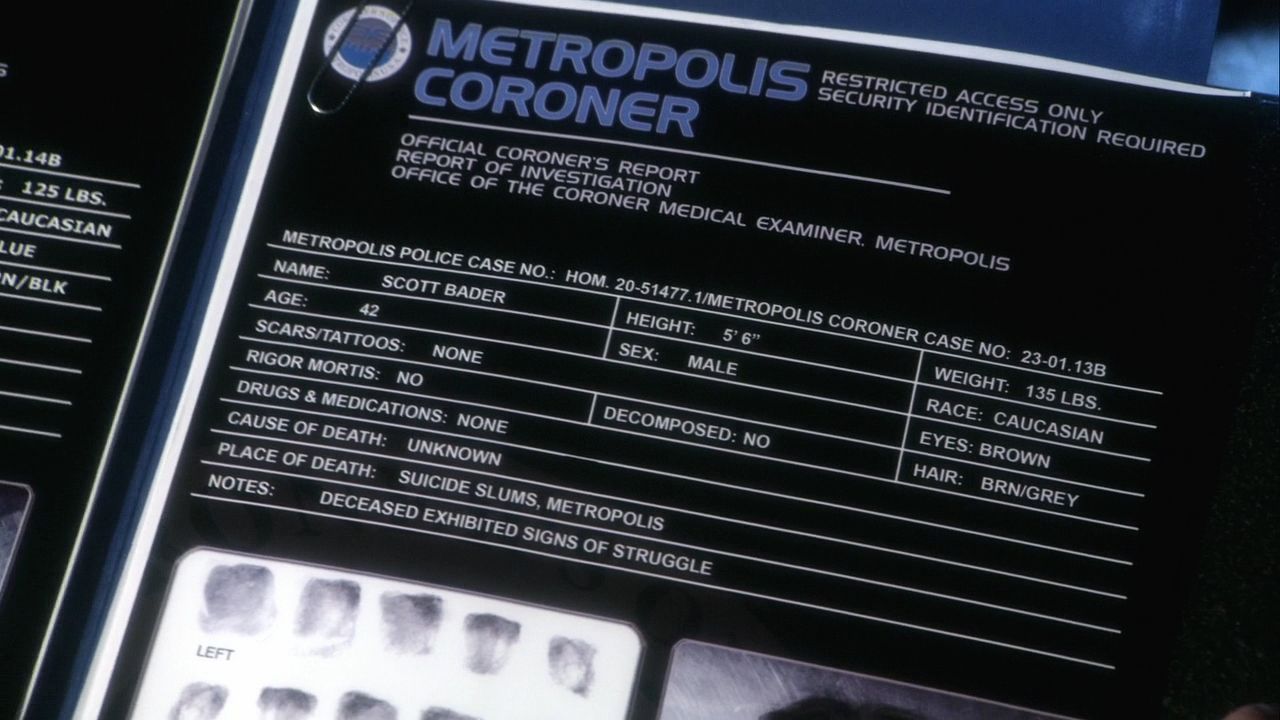 METROPOLIS
CORONER
RESTRICTED ACCESS ONLY
SECURITY IDENTIFICATION REQUIRED
OFFICIAL CORONER'S REPORT
REPORT OF INVESTIGATION
OFFICE OF THE CORONER MEDICAL EXAMINER. METROPOLIS
METROPOLIS POLICE CASE NO.: HOM. 20-51477.1/METROPOLIS CORONER CASE NO: 23-01.13B
NAME: SCOTT BADER HEIGHT: 5' 6" WEIGHT: 135 LBS.
AGE: 42 SEX: MALE RACE: CAUCASIAN
SCARS/TATTOOS: NONE EYES: BROWN
RIGOR MORTIS: NO DECOMPOSED: NO HAIR: BRN/GREY
DRUGS & MEDICATIONS: NONE
CAUSE OF DEATH: UNKNOWN
PLACE OF DEATH: SUICIDE SLUMS, METROPOLIS
NOTES: DECEASED EXHIBITED SIGNS OF STRUGGLE
LEFT
01.14B
125 LBS.
CAUCASIAN
LUE
N/BLK